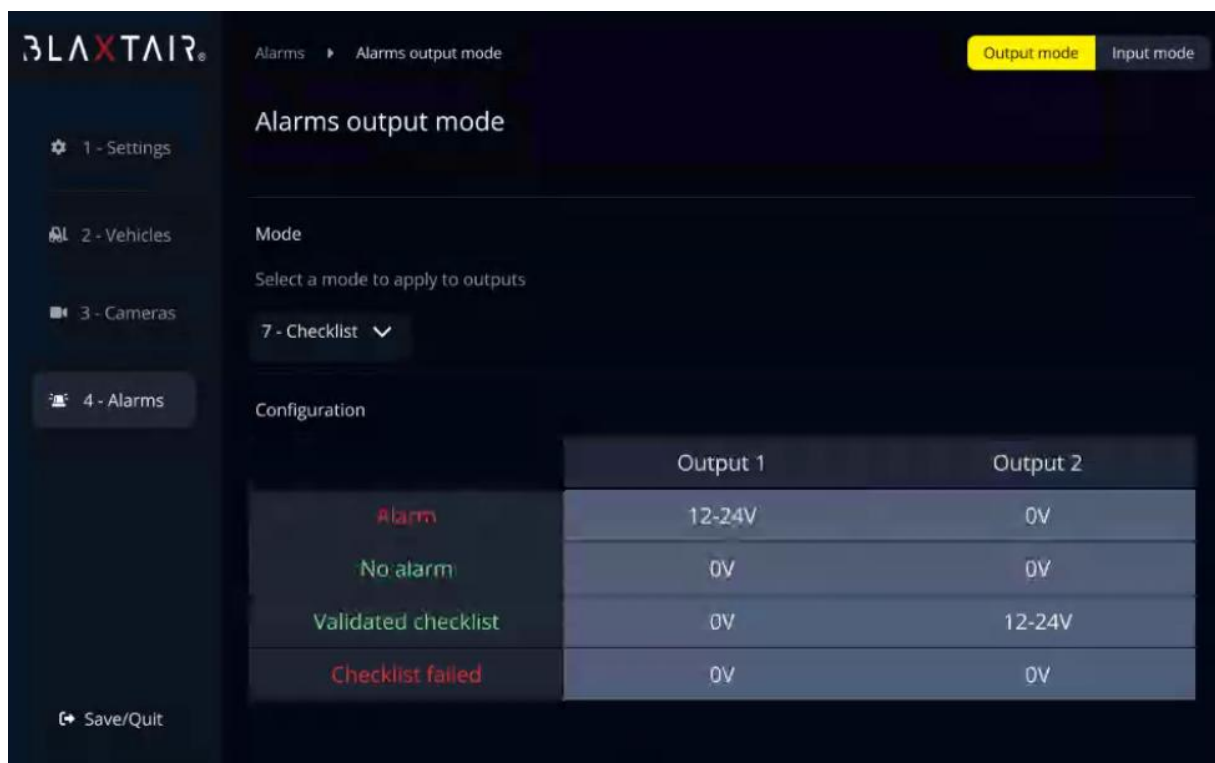 BLAXTAIR®
Alarms ▸ Alarms output mode
Output mode Input mode
Alarms output mode
1 - Settings
2 - Vehicles
3 - Cameras
4 - Alarms
Save/Quit
Mode
Select a mode to apply to outputs
7 - Checklist
Configuration
Output 1 Output 2
Alarm 12-24V 0V
No alarm 0V 0V
Validated checklist 0V 12-24V
Checklist failed 0V 0V